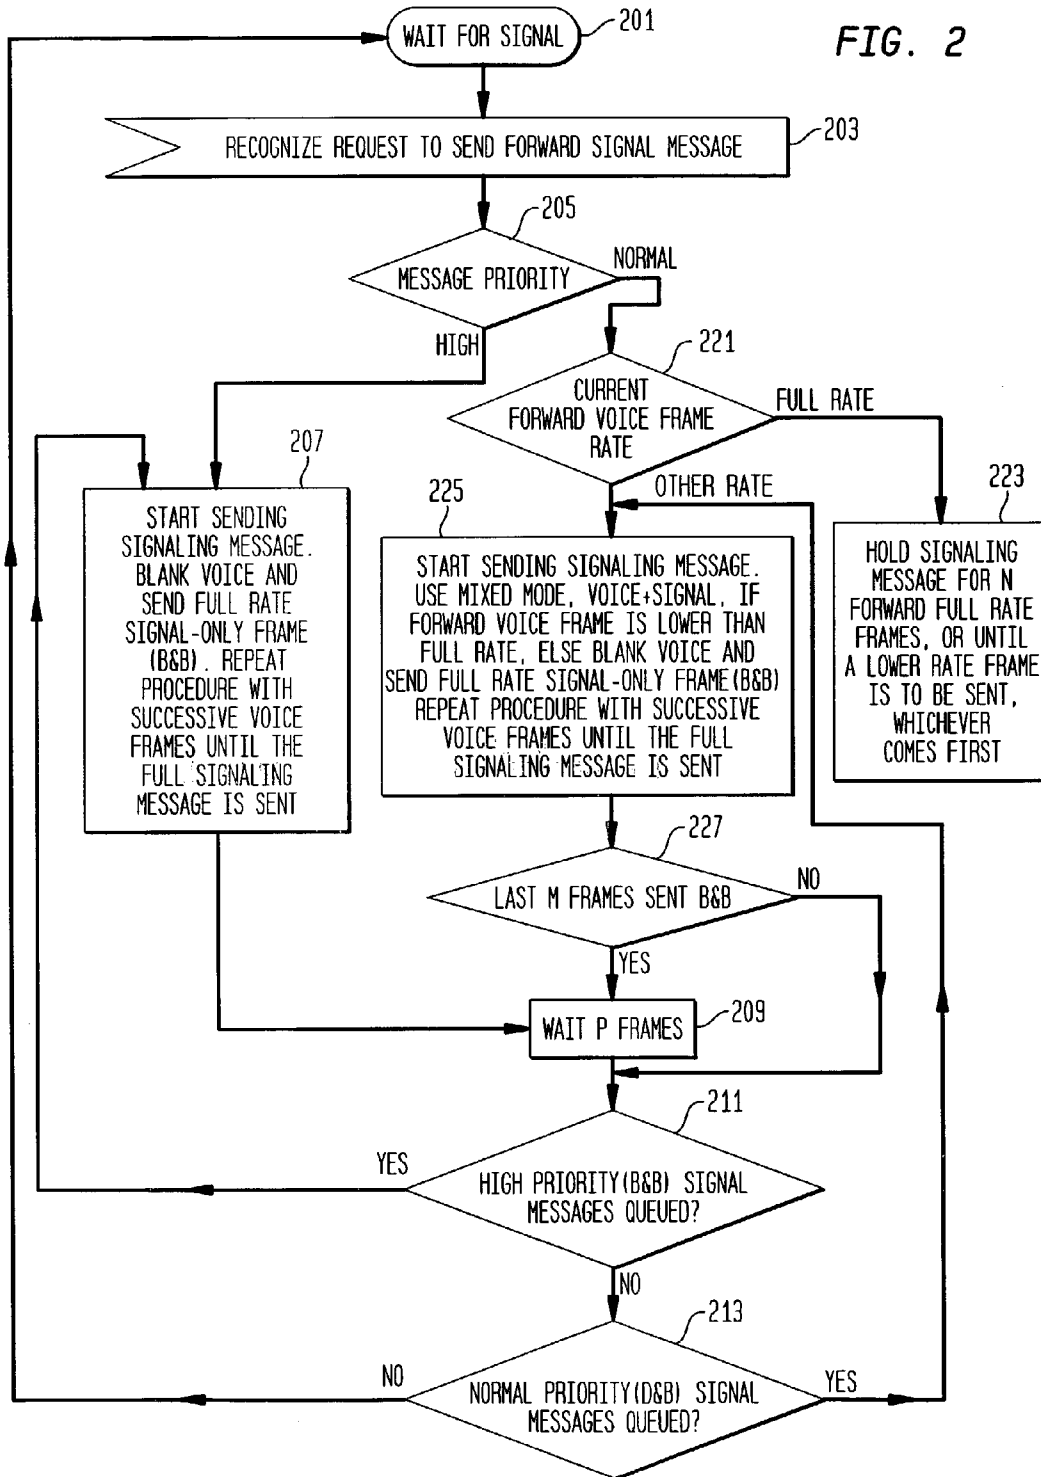 FIG. 2
WAIT FOR SIGNAL
201
RECOGNIZE REQUEST TO SEND FORWARD SIGNAL MESSAGE
203
205
MESSAGE PRIORITY
NORMAL
HIGH
221
CURRENT
FORWARD VOICE FRAME
RATE
FULL RATE
OTHER RATE
207
START SENDING
SIGNALING MESSAGE.
BLANK VOICE AND
SEND FULL RATE
SIGNAL-ONLY FRAME
(B&B). REPEAT
PROCEDURE WITH
SUCCESSIVE VOICE
FRAMES UNTIL THE
FULL SIGNALING
MESSAGE IS SENT
225
START SENDING SIGNALING MESSAGE.
USE MIXED MODE, VOICE+SIGNAL, IF
FORWARD VOICE FRAME IS LOWER THAN
FULL RATE, ELSE BLANK VOICE AND
SEND FULL RATE SIGNAL-ONLY FRAME(B&B)
REPEAT PROCEDURE WITH SUCCESSIVE
VOICE FRAMES UNTIL THE FULL
SIGNALING MESSAGE IS SENT
223
HOLD SIGNALING
MESSAGE FOR N
FORWARD FULL RATE
FRAMES, OR UNTIL
A LOWER RATE FRAME
IS TO BE SENT,
WHICHEVER
COMES FIRST
227
LAST M FRAMES SENT B&B
NO
YES
WAIT P FRAMES
209
211
YES
HIGH PRIORITY(B&B) SIGNAL
MESSAGES QUEUED?
NO
213
NO
NORMAL PRIORITY(D&B) SIGNAL
MESSAGES QUEUED?
YES